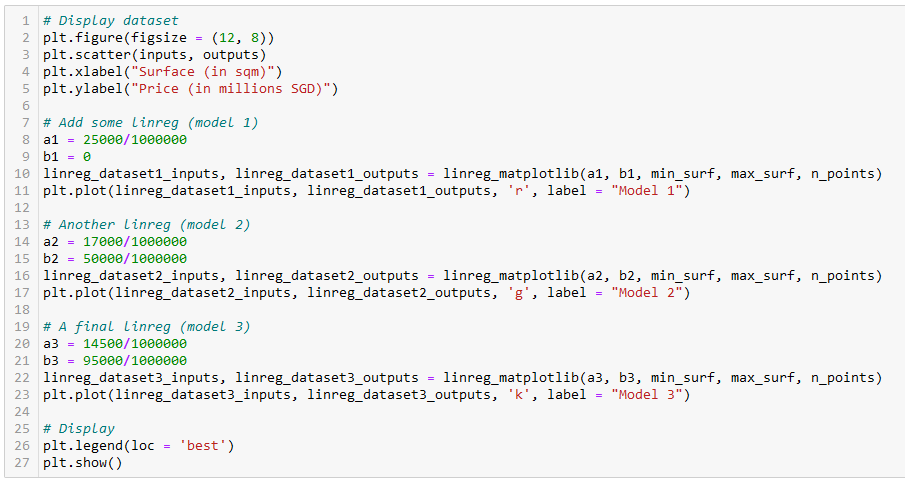 1 # Display dataset
2 plt.figure(figsize = (12, 8))
3 plt.scatter(inputs, outputs)
4 plt.xlabel("Surface (in sqm)")
5 plt.ylabel("Price (in millions SGD)")
6
7 # Add some linreg (model 1)
8 a1 = 25000/1000000
9 b1 = 0
10 linreg_dataset1_inputs, linreg_dataset1_outputs = linreg_matplotlib(a1, b1, min_surf, max_surf, n_points)
11 plt.plot(linreg_dataset1_inputs, linreg_dataset1_outputs, 'r', label = "Model 1")
12
13 # Another linreg (model 2)
14 a2 = 17000/1000000
15 b2 = 50000/1000000
16 linreg_dataset2_inputs, linreg_dataset2_outputs = linreg_matplotlib(a2, b2, min_surf, max_surf, n_points)
17 plt.plot(linreg_dataset2_inputs, linreg_dataset2_outputs, 'g', label = "Model 2")
18
19 # A final linreg (model 3)
20 a3 = 14500/1000000
21 b3 = 95000/1000000
22 linreg_dataset3_inputs, linreg_dataset3_outputs = linreg_matplotlib(a3, b3, min_surf, max_surf, n_points)
23 plt.plot(linreg_dataset3_inputs, linreg_dataset3_outputs, 'k', label = "Model 3")
24
25 # Display
26 plt.legend(loc = 'best')
27 plt.show()